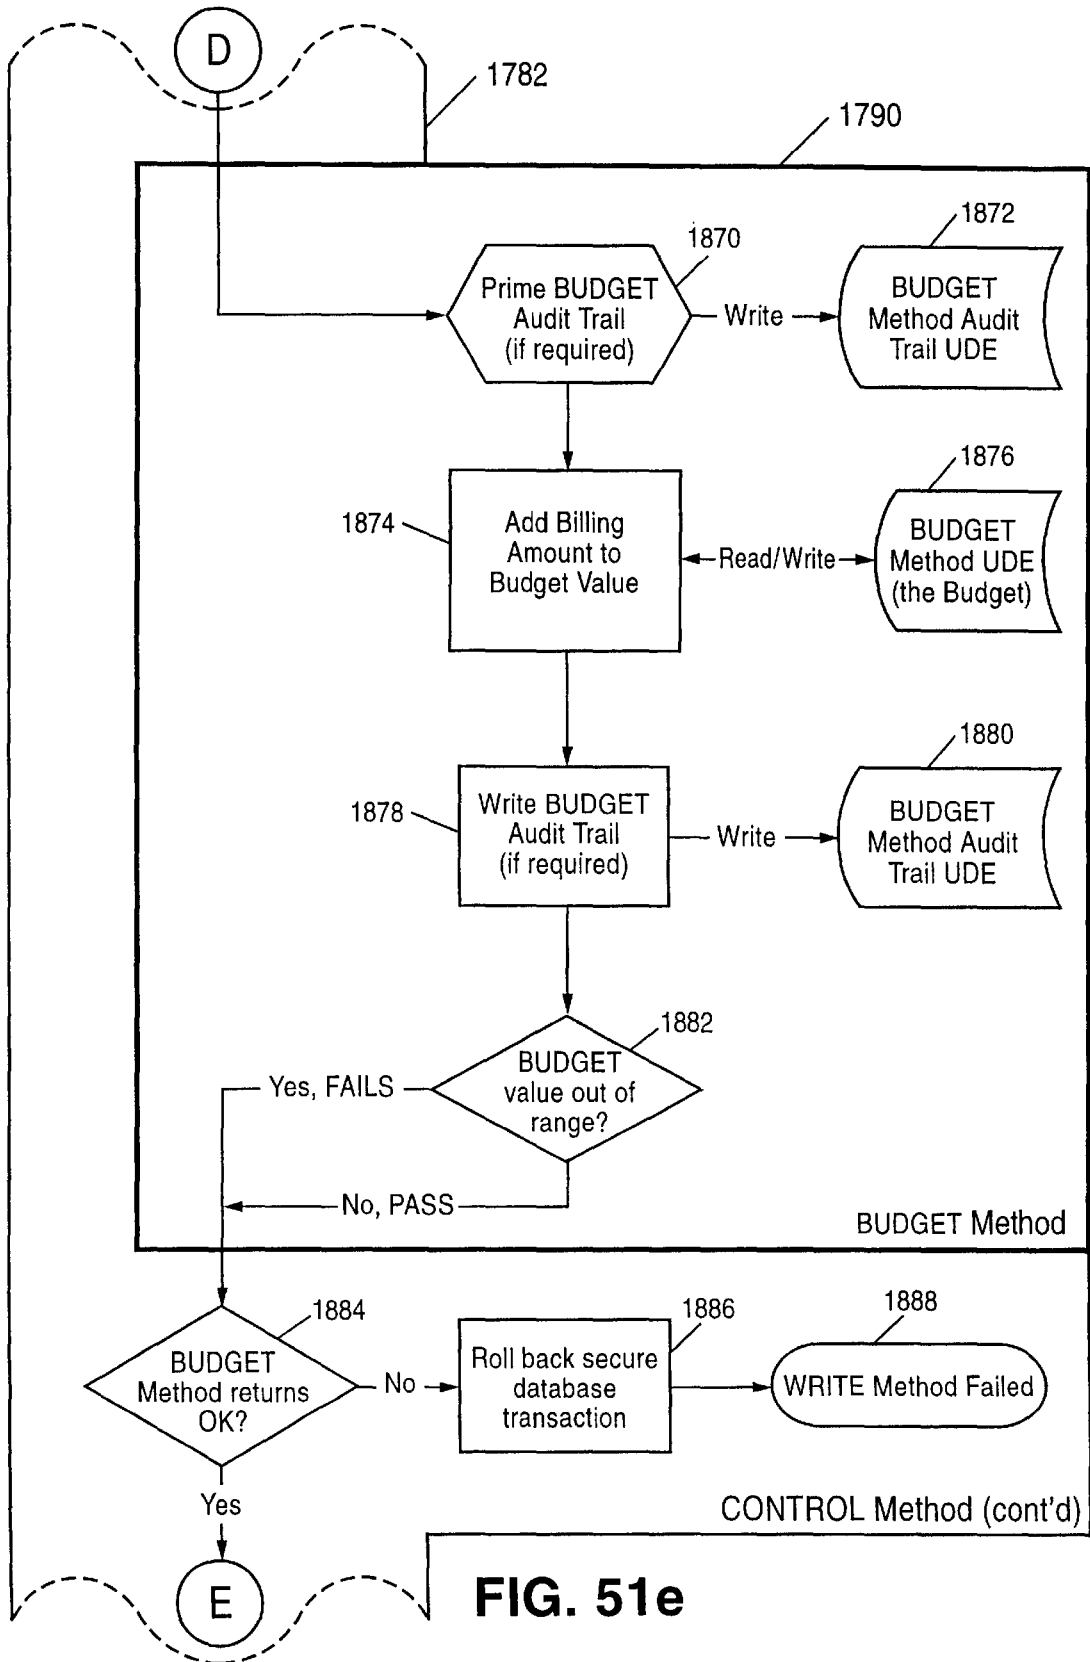 D
1782
1790
1870
1872
Prime BUDGET
Audit Trail
(if required)
Write
BUDGET
Method Audit
Trail UDE
1874
Add Billing
Amount to
Budget Value
Read/Write
1876
BUDGET
Method UDE
(the Budget)
1878
Write BUDGET
Audit Trail
(if required)
Write
1880
BUDGET
Method Audit
Trail UDE
1882
BUDGET
value out of
range?
Yes, FAILS
No, PASS
BUDGET Method
1884
BUDGET
Method returns
OK?
No
1886
Roll back secure
database
transaction
1888
WRITE Method Failed
Yes
CONTROL Method (cont'd)
E
FIG. 51e